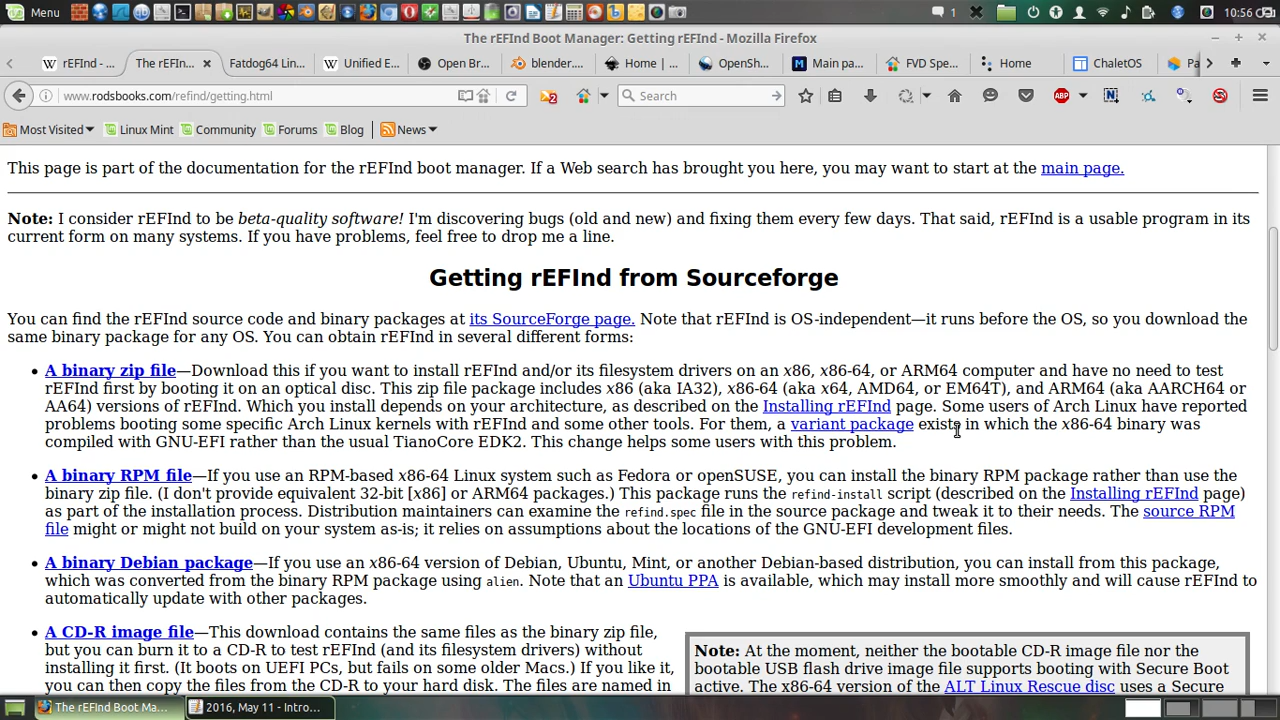 Menu
1
10:56
The rEFInd Boot Manager: Getting rEFInd - Mozilla Firefox
rEFInd - ...
The rEFIn...
Fatdog64 Lin...
Unified E...
Open Br...
blender....
Home | ...
OpenSh...
Main pa...
FVD Spe...
Home
ChaletOS
Pa
www.rodsbooks.com/refind/getting.html
2
Search
ABP
Most Visited
Linux Mint
Community
Forums
Blog
News
This page is part of the documentation for the rEFInd boot manager. If a Web search has brought you here, you may want to start at the main page.
Note: I consider rEFInd to be beta-quality software! I'm discovering bugs (old and new) and fixing them every few days. That said, rEFInd is a usable program in its
current form on many systems. If you have problems, feel free to drop me a line.
Getting rEFInd from Sourceforge
You can find the rEFInd source code and binary packages at its SourceForge page. Note that rEFInd is OS-independent—it runs before the OS, so you download the
same binary package for any OS. You can obtain rEFInd in several different forms:
• A binary zip file—Download this if you want to install rEFInd and/or its filesystem drivers on an x86, x86-64, or ARM64 computer and have no need to test
rEFInd first by booting it on an optical disc. This zip file package includes x86 (aka IA32), x86-64 (aka x64, AMD64, or EM64T), and ARM64 (aka AARCH64 or
AA64) versions of rEFInd. Which you install depends on your architecture, as described on the Installing rEFInd page. Some users of Arch Linux have reported
problems booting some specific Arch Linux kernels with rEFInd and some other tools. For them, a variant package exists in which the x86-64 binary was
compiled with GNU-EFI rather than the usual TianoCore EDK2. This change helps some users with this problem.
• A binary RPM file—If you use an RPM-based x86-64 Linux system such as Fedora or openSUSE, you can install the binary RPM package rather than use the
binary zip file. (I don't provide equivalent 32-bit [x86] or ARM64 packages.) This package runs the refind-install script (described on the Installing rEFInd page)
as part of the installation process. Distribution maintainers can examine the refind.spec file in the source package and tweak it to their needs. The source RPM
file might or might not build on your system as-is; it relies on assumptions about the locations of the GNU-EFI development files.
• A binary Debian package—If you use an x86-64 version of Debian, Ubuntu, Mint, or another Debian-based distribution, you can install from this package,
which was converted from the binary RPM package using alien. Note that an Ubuntu PPA is available, which may install more smoothly and will cause rEFInd to
automatically update with other packages.
• A CD-R image file—This download contains the same files as the binary zip file,
but you can burn it to a CD-R to test rEFInd (and its filesystem drivers) without
installing it first. (It boots on UEFI PCs, but fails on some older Macs.) If you like it,
you can then copy the files from the CD-R to your hard disk. The files are named in
Note: At the moment, neither the bootable CD-R image file nor the
bootable USB flash drive image file supports booting with Secure Boot
active. The x86-64 version of the ALT Linux Rescue disc uses a Secure
The rEFInd Boot Ma...
2016, May 11 - Intro...